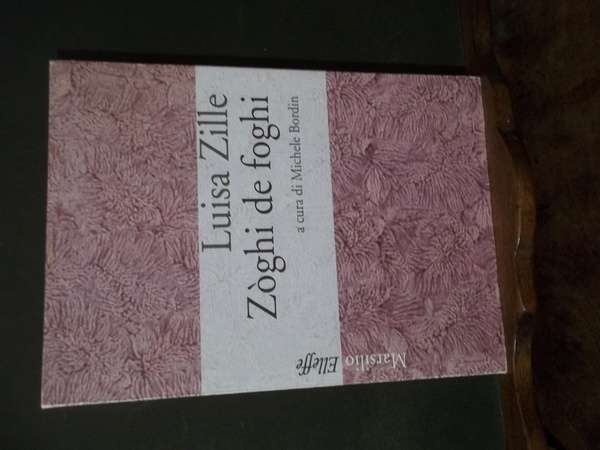 Luisa Zille
Zòghi de foghi
a cura di Michele Bordin
Marsilio Elleffe